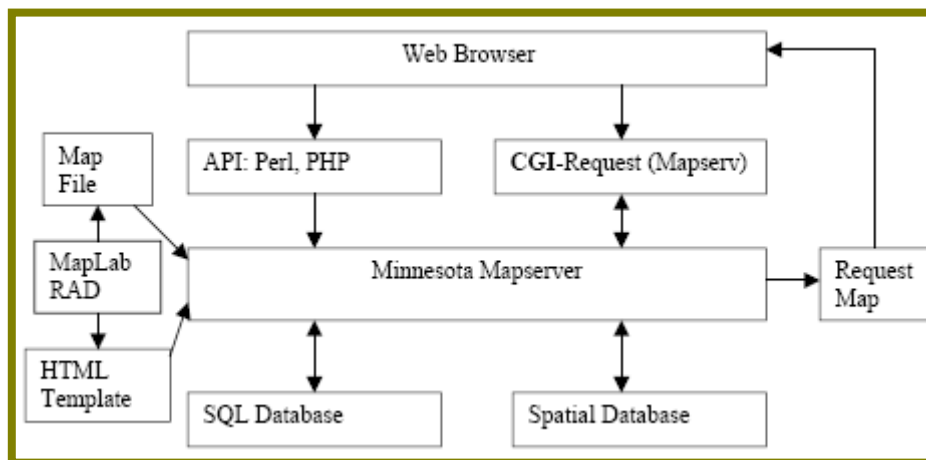 Web Browser
API: Perl, PHP
CGI-Request (Mapserv)
Map
File
MapLab
RAD
Minnesota Mapserver
Request
Map
HTML
Template
SQL Database
Spatial Database